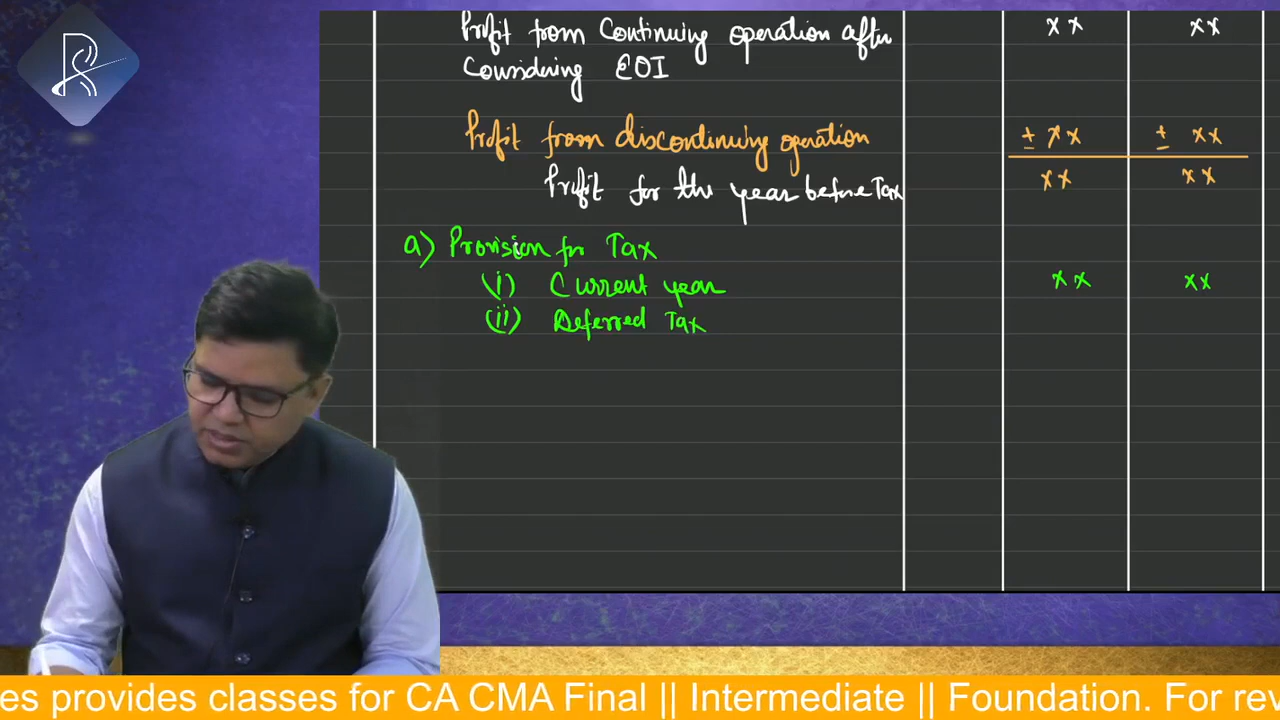 Profit from Continuing operation after xx xx
Considering EOI
Profit from discontinuing operation ± xx ± xx
Profit for the year before Tax xx xx
a) Provision for Tax
(i) Current year xx xx
(ii) Deferred Tax
es provides classes for CA CMA Final || Intermediate || Foundation. For rev